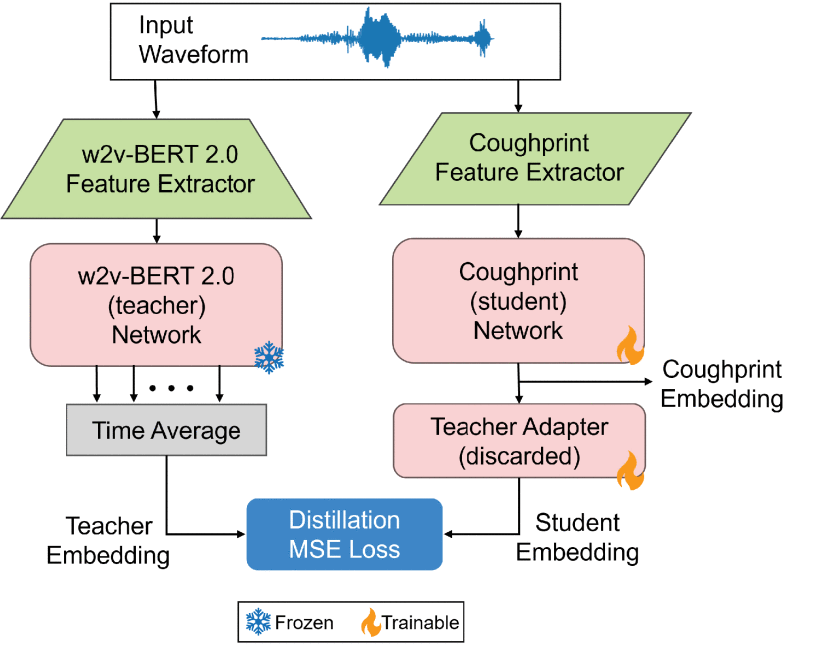 Input
Waveform
w2v-BERT 2.0
Feature Extractor
Coughprint
Feature Extractor
w2v-BERT 2.0
(teacher)
Network
Coughprint
(student)
Network
Coughprint
Embedding
Time Average
Teacher Adapter
(discarded)
Teacher
Embedding
Distillation
MSE Loss
Student
Embedding
Frozen
Trainable